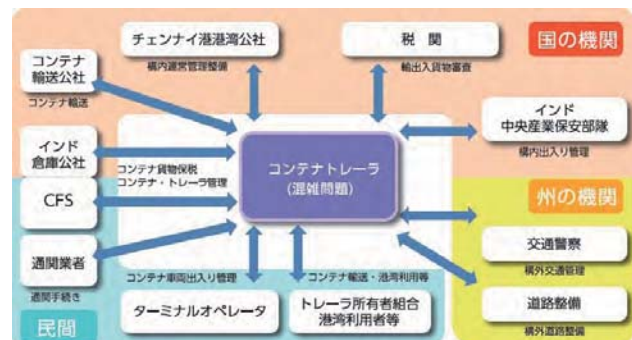 チェンナイ港港湾公社
構内運営管理整備
税 関
輸出入貨物審査
国の機関
コンテナ
輸送公社
コンテナ輸送
インド
中央産業保安部隊
構内出入り管理
インド
倉庫公社
コンテナ貨物保税
コンテナ・トレーラ管理
コンテナトレーラ
(混雑問題)
CFS
州の機関
交通警察
構外交通管理
通関業者
通関手続き
コンテナ車両出入り管理
コンテナ輸送・港湾利用等
ターミナルオペレータ
トレーラ所有者組合
港湾利用者等
道路整備
構外道路整備
民間